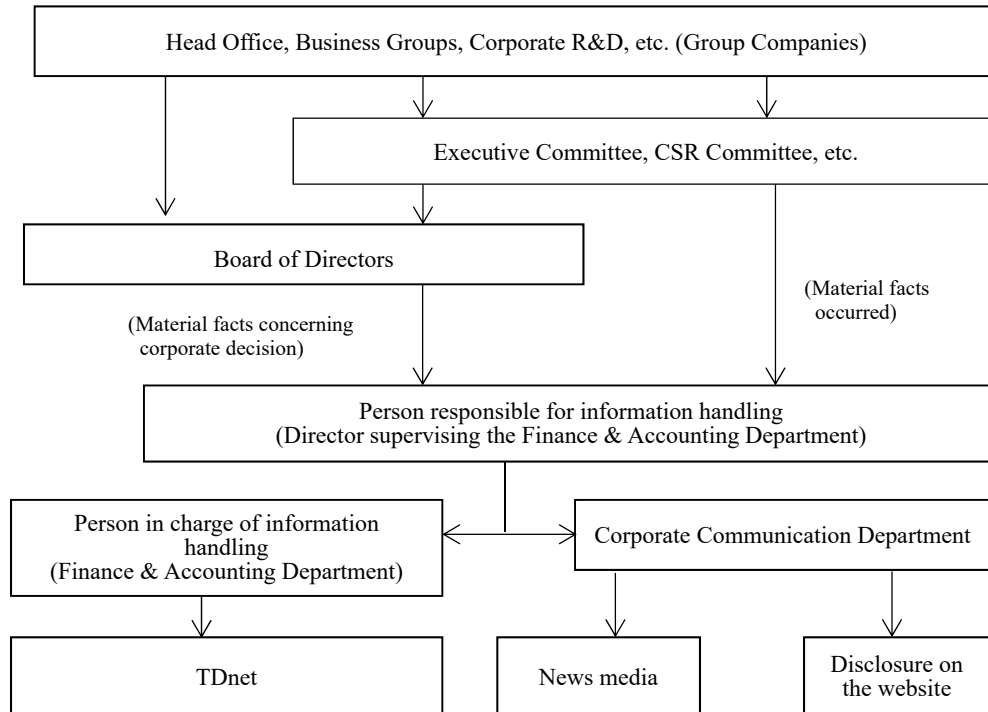 Head Office, Business Groups, Corporate R&D, etc. (Group Companies)
Executive Committee, CSR Committee, etc.
Board of Directors
(Material facts
occurred)
(Material facts concerning
corporate decision)
Person responsible for information handling
(Director supervising the Finance & Accounting Department)
Person in charge of information
handling
(Finance & Accounting Department)
Corporate Communication Department
TDnet
News media
Disclosure on
the website